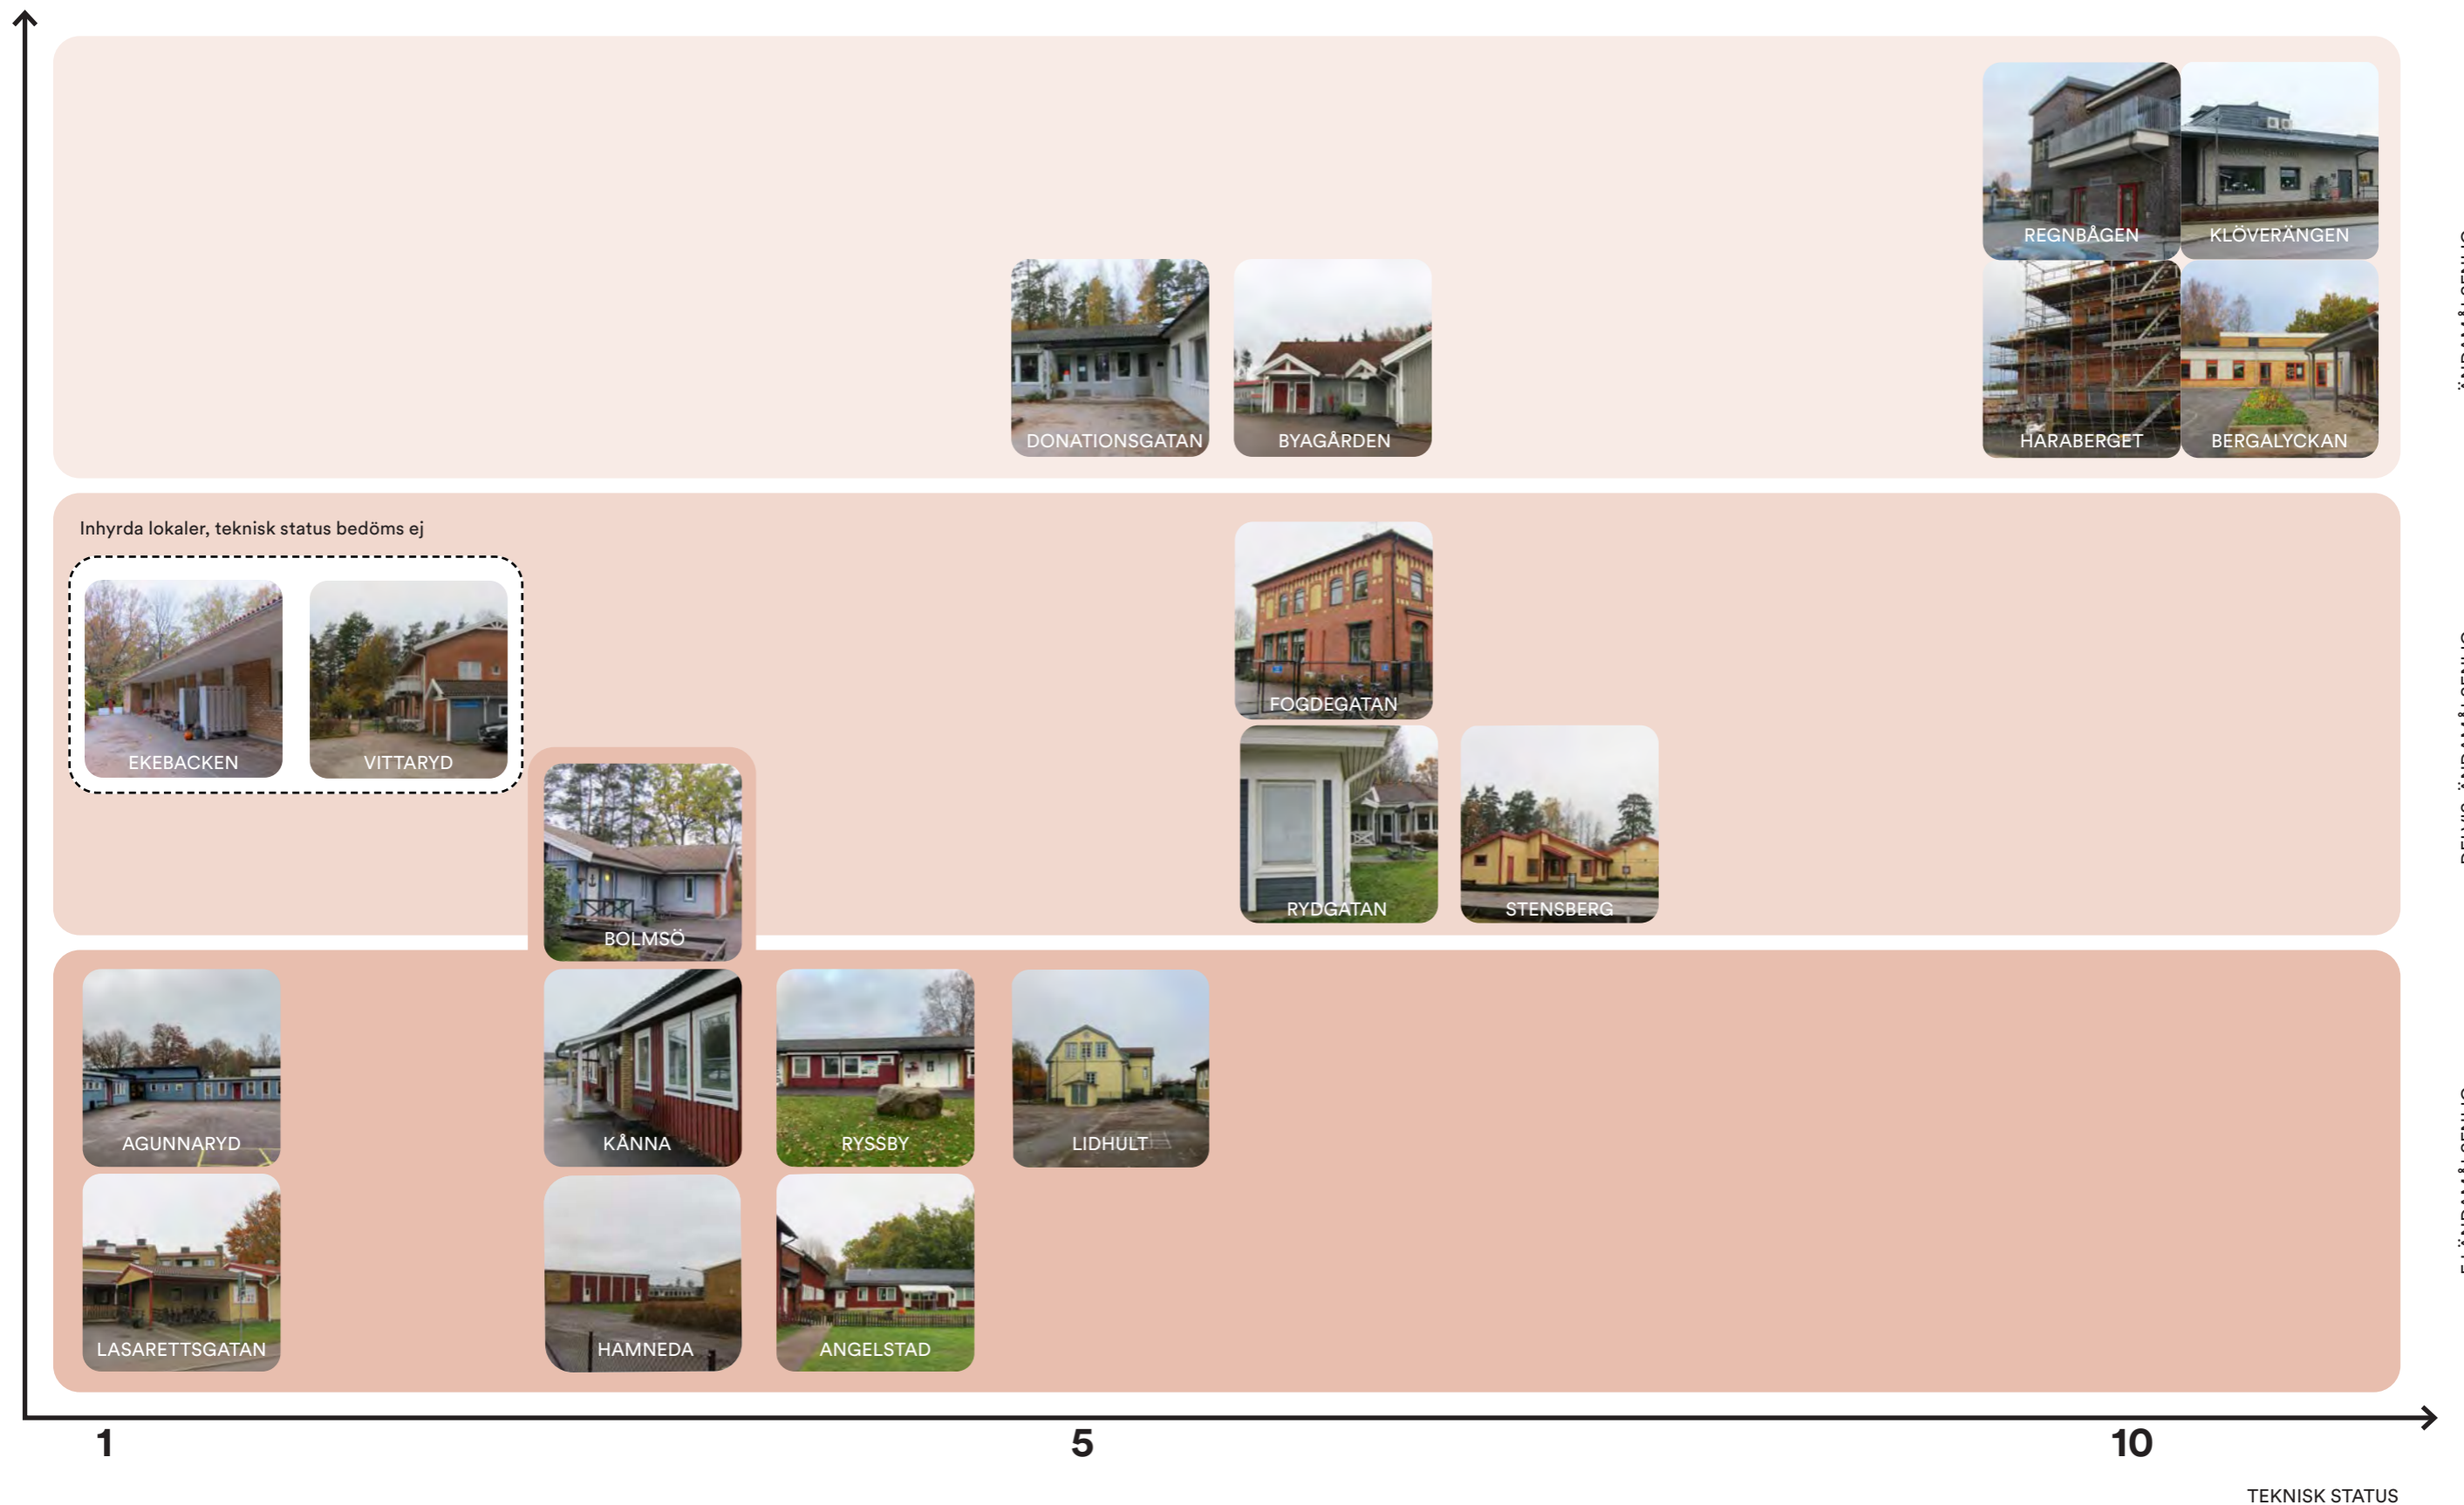 REGNBÅGEN
KLÖVERÄNGEN
DONATIONSGATAN
BYAGÅRDEN
HARABERGET
BERGALYCKAN
Inhyrda lokaler, teknisk status bedöms ej
EKEBACKEN
VITTARYD
FOGDEGATAN
BOLMSÖ
RYDGATAN
STENSBERG
AGUNNARYD
KÅNNA
RYSSBY
LIDHULT
LASARETTSGATAN
HAMNEDA
ANGELSTAD
1
5
10
TEKNISK STATUS